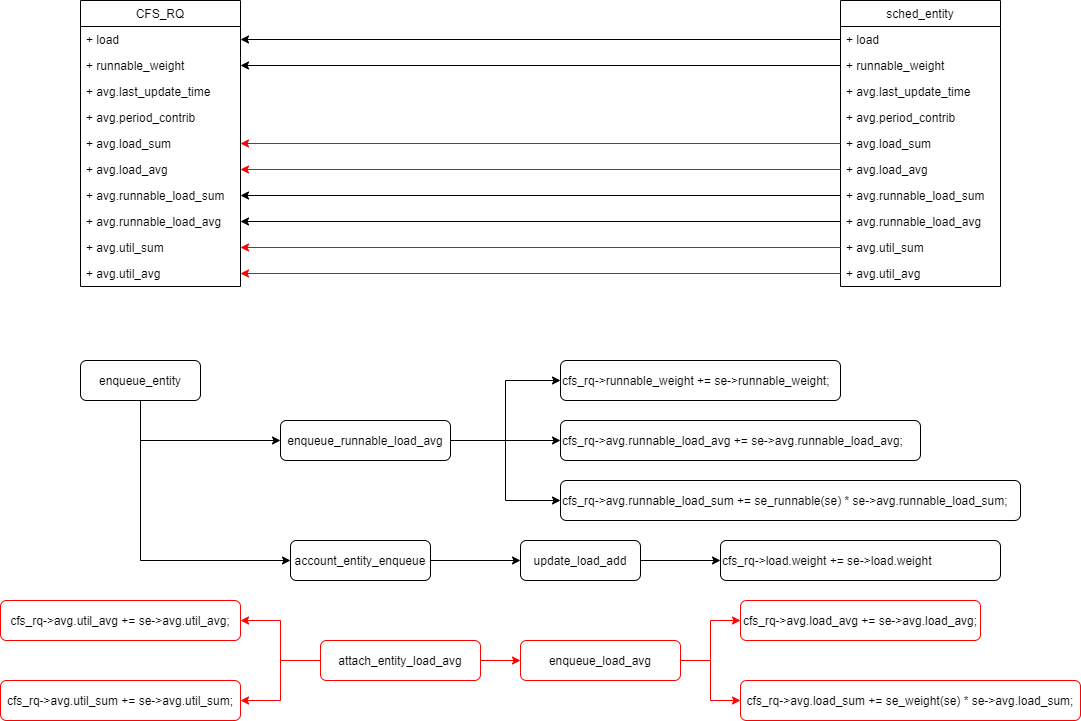 CFS_RQ
+ load
+ runnable_weight
+ avg.last_update_time
+ avg.period_contrib
+ avg.load_sum
+ avg.load_avg
+ avg.runnable_load_sum
+ avg.runnable_load_avg
+ avg.util_sum
+ avg.util_avg
sched_entity
+ load
+ runnable_weight
+ avg.last_update_time
+ avg.period_contrib
+ avg.load_sum
+ avg.load_avg
+ avg.runnable_load_sum
+ avg.runnable_load_avg
+ avg.util_sum
+ avg.util_avg
enqueue_entity
cfs_rq->runnable_weight += se->runnable_weight;
enqueue_runnable_load_avg
cfs_rq->avg.runnable_load_avg += se->avg.runnable_load_avg;
cfs_rq->avg.runnable_load_sum += se_runnable(se) * se->avg.runnable_load_sum;
account_entity_enqueue
update_load_add
cfs_rq->load.weight += se->load.weight
cfs_rq->avg.util_avg += se->avg.util_avg;
cfs_rq->avg.load_avg += se->avg.load_avg;
attach_entity_load_avg
enqueue_load_avg
cfs_rq->avg.util_sum += se->avg.util_sum;
cfs_rq->avg.load_sum += se_weight(se) * se->avg.load_sum;